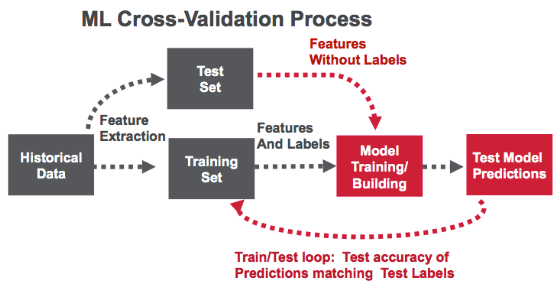 ML Cross-Validation Process
Features
Without Labels
Test
Set
Feature
Extraction
Features
And Labels
Historical
Data
Training
Set
Model
Training/
Building
Test Model
Predictions
Train/Test loop: Test accuracy of
Predictions matching Test Labels